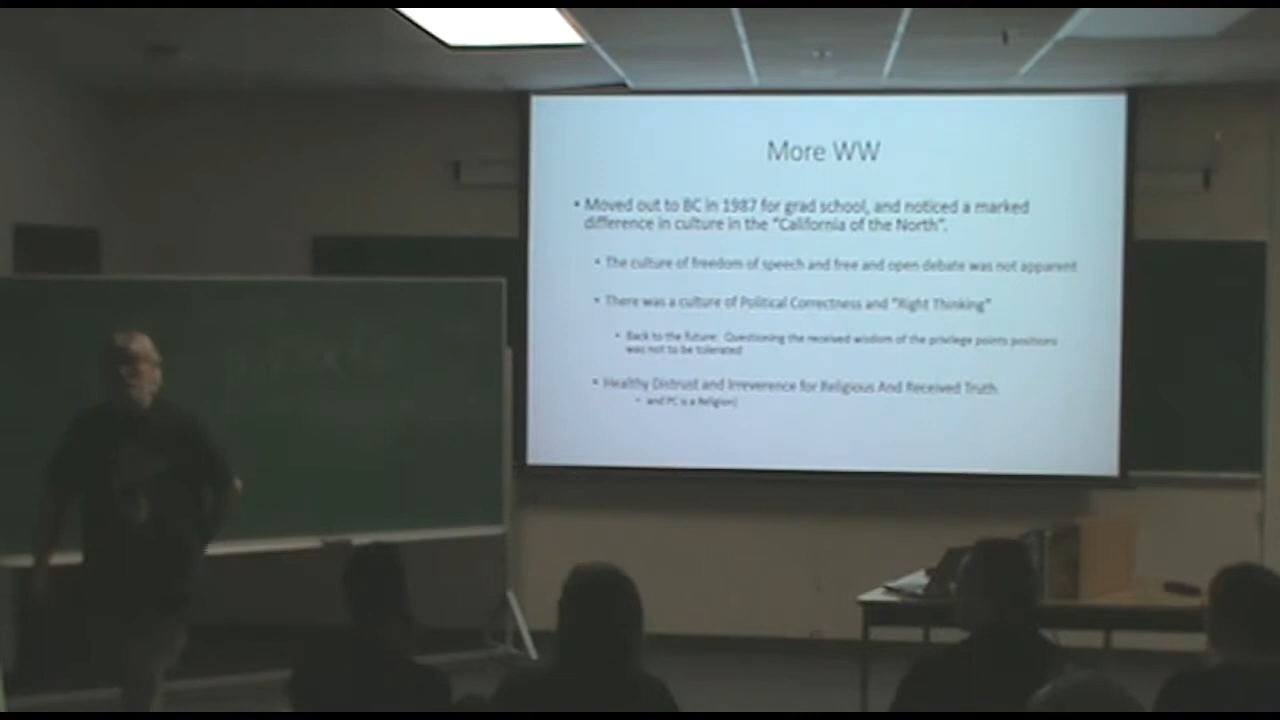 More WW
• Moved out to BC in 1987 for grad school, and noticed a marked
difference in culture in the "California of the North".
• The culture of freedom of speech and free and open debate was not apparent
• There was a culture of Political Correctness and "Right Thinking"
• Back to the future: Questioning the received wisdom of the privilege points positions
was not to be tolerated
• Healthy Distrust and Irreverence for Religious And Received Truth
• and PC is a Religion)